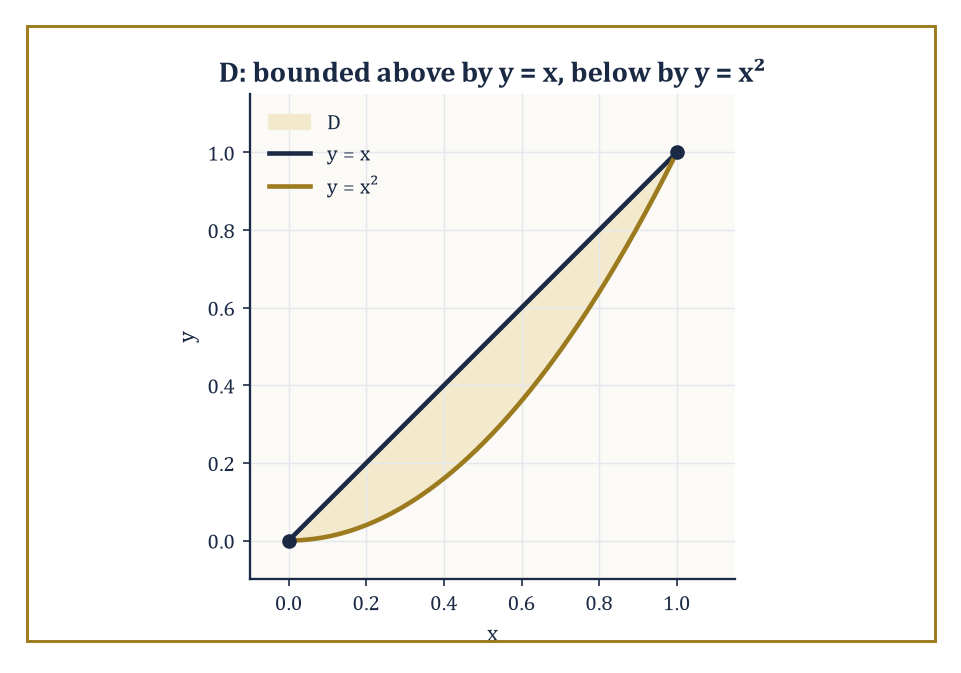 D: bounded above by y = x, below by y = x²
D
y = x
y = x²
1.0
0.8
0.6
0.4
0.2
0.0
y
0.0 0.2 0.4 0.6 0.8 1.0
x